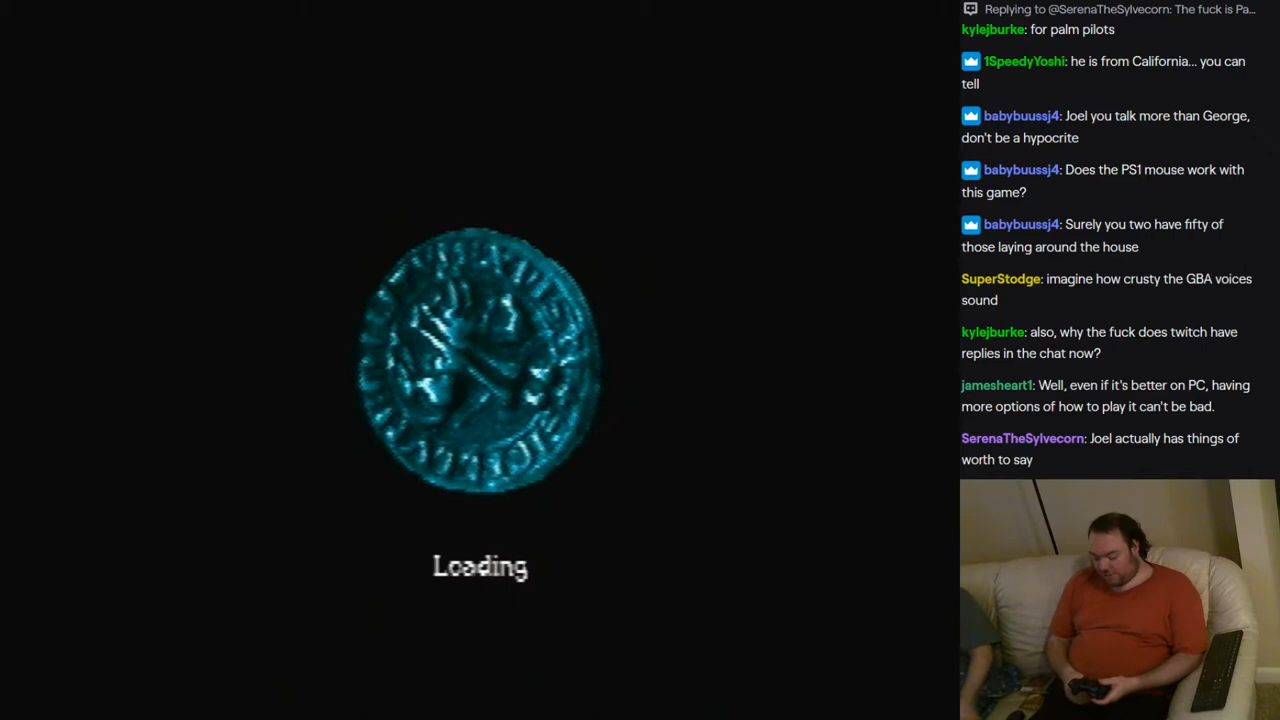 Replying to @SerenaTheSylvecorn: The fuck is Pa...
kylejburke: for palm pilots
1SpeedyYoshi: he is from California... you can
tell
babybuussj4: Joel you talk more than George,
don't be a hypocrite
babybuussj4: Does the PS1 mouse work with
this game?
babybuussj4: Surely you two have fifty of
those laying around the house
SuperStodge: imagine how crusty the GBA voices
sound
kylejburke: also, why the fuck does twitch have
replies in the chat now?
jamesheart1: Well, even if it's better on PC, having
more options of how to play it can't be bad.
SerenaTheSylvecorn: Joel actually has things of
worth to say
Loading